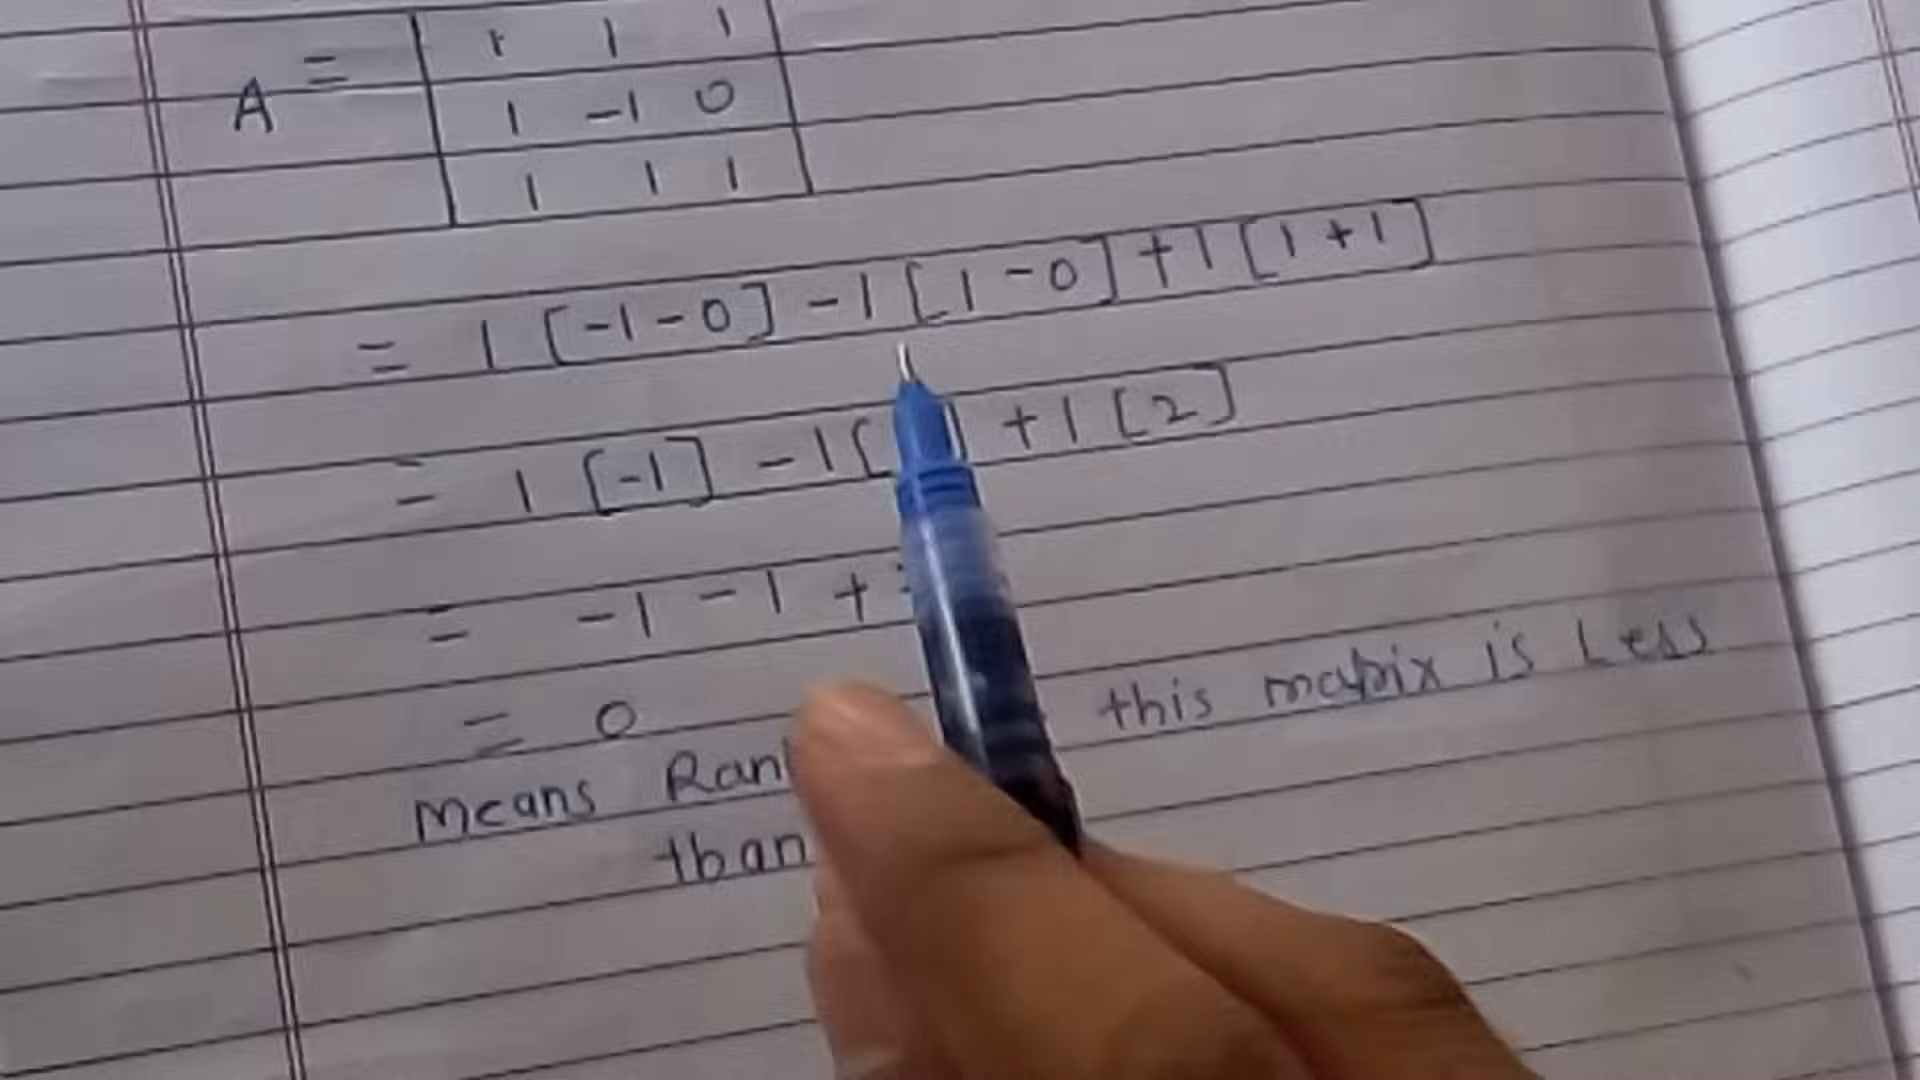 1 1 1
A = 1 -1 0
1 1 1
= 1 [-1-0] -1 [1-0] +1 [1+1]
= 1 [-1] -1 [ ] +1 [2]
= -1 -1 +
= 0
Means this matrix is Less
than